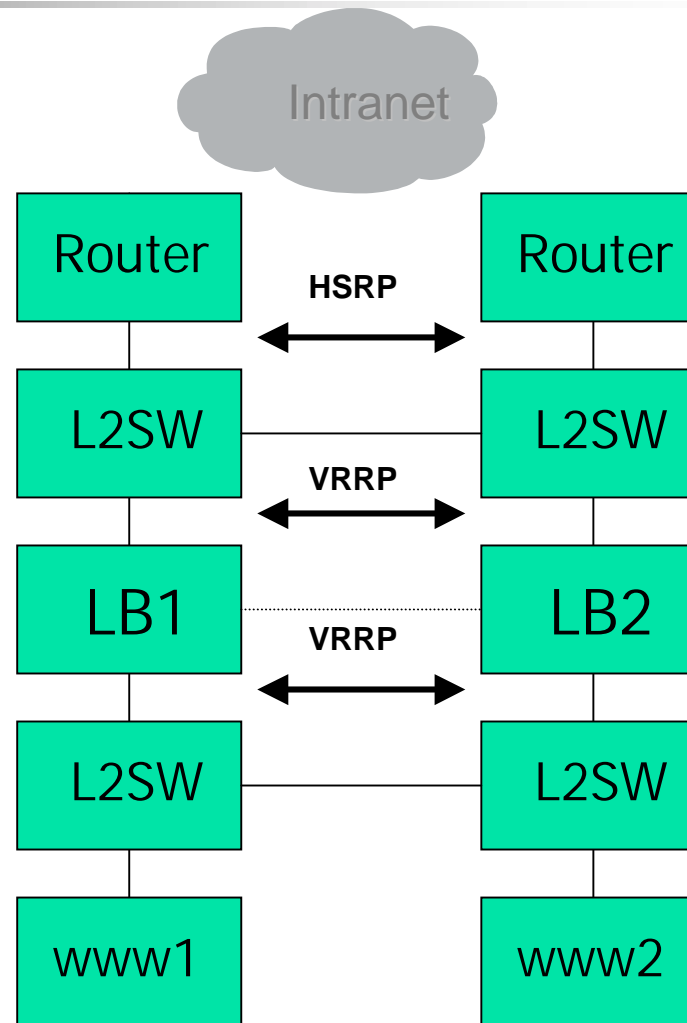 Intranet
Router
Router
HSRP
L2SW
L2SW
VRRP
LB1
LB2
VRRP
L2SW
L2SW
www1
www2